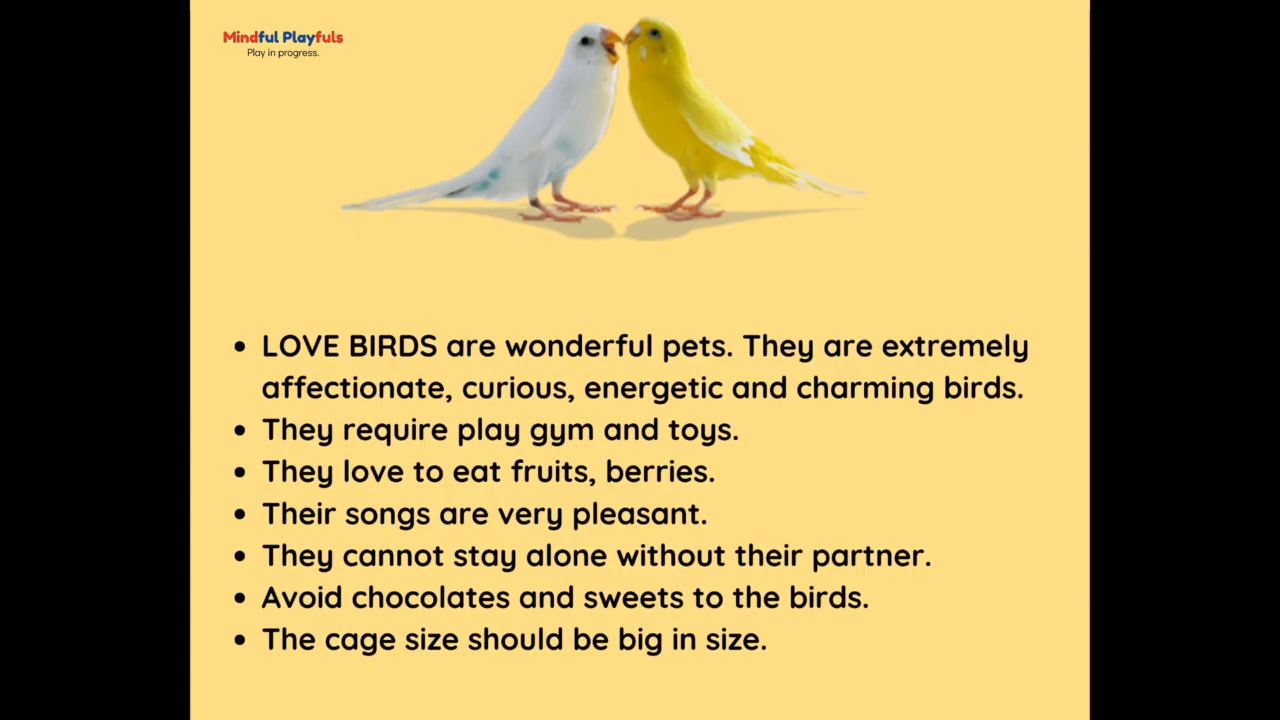 Mindful Playfuls
Play in progress.
• LOVE BIRDS are wonderful pets. They are extremely
affectionate, curious, energetic and charming birds.
• They require play gym and toys.
• They love to eat fruits, berries.
• Their songs are very pleasant.
• They cannot stay alone without their partner.
• Avoid chocolates and sweets to the birds.
• The cage size should be big in size.